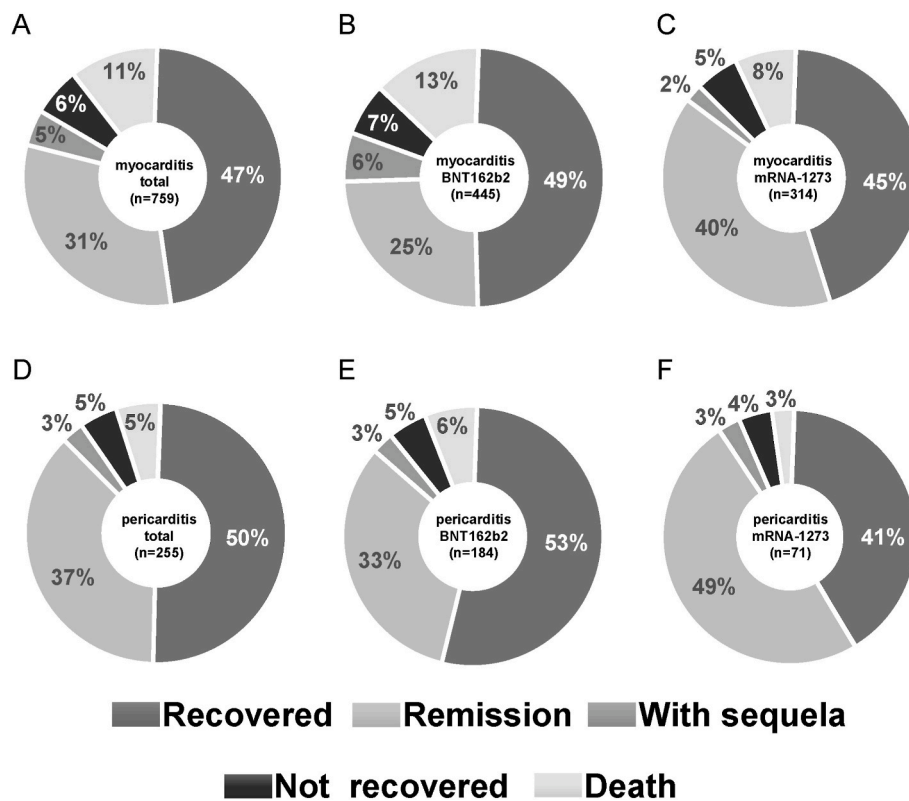 A
11%
6%
5%
31%
47%
myocarditis
total
(n=759)
B
13%
7%
6%
25%
49%
myocarditis
BNT162b2
(n=445)
C
8%
5%
2%
40%
45%
myocarditis
mRNA-1273
(n=314)
D
5%
5%
3%
37%
50%
pericarditis
total
(n=255)
E
6%
5%
3%
33%
53%
pericarditis
BNT162b2
(n=184)
F
3%
4%
3%
49%
41%
pericarditis
mRNA-1273
(n=71)
Recovered Remission With sequela
Not recovered Death